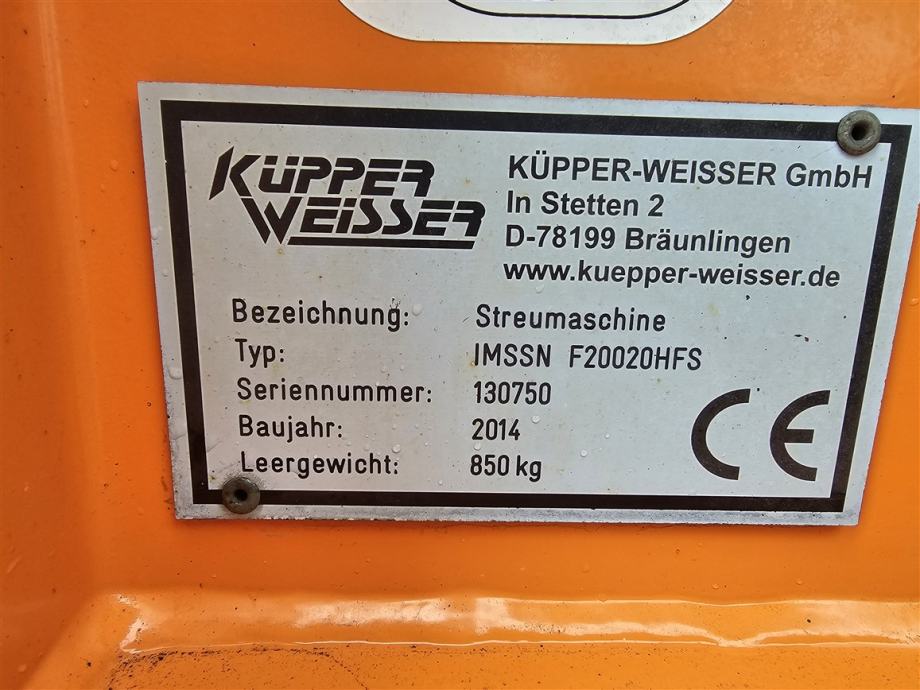 KÜPPER
WEISSER
KÜPPER-WEISSER GmbH
In Stetten 2
D-78199 Bräunlingen
www.kuepper-weisser.de
Bezeichnung: Streumaschine
Typ: IMSSN F20020HFS
Seriennummer: 130750
Baujahr: 2014
Leergewicht: 850 kg
CE